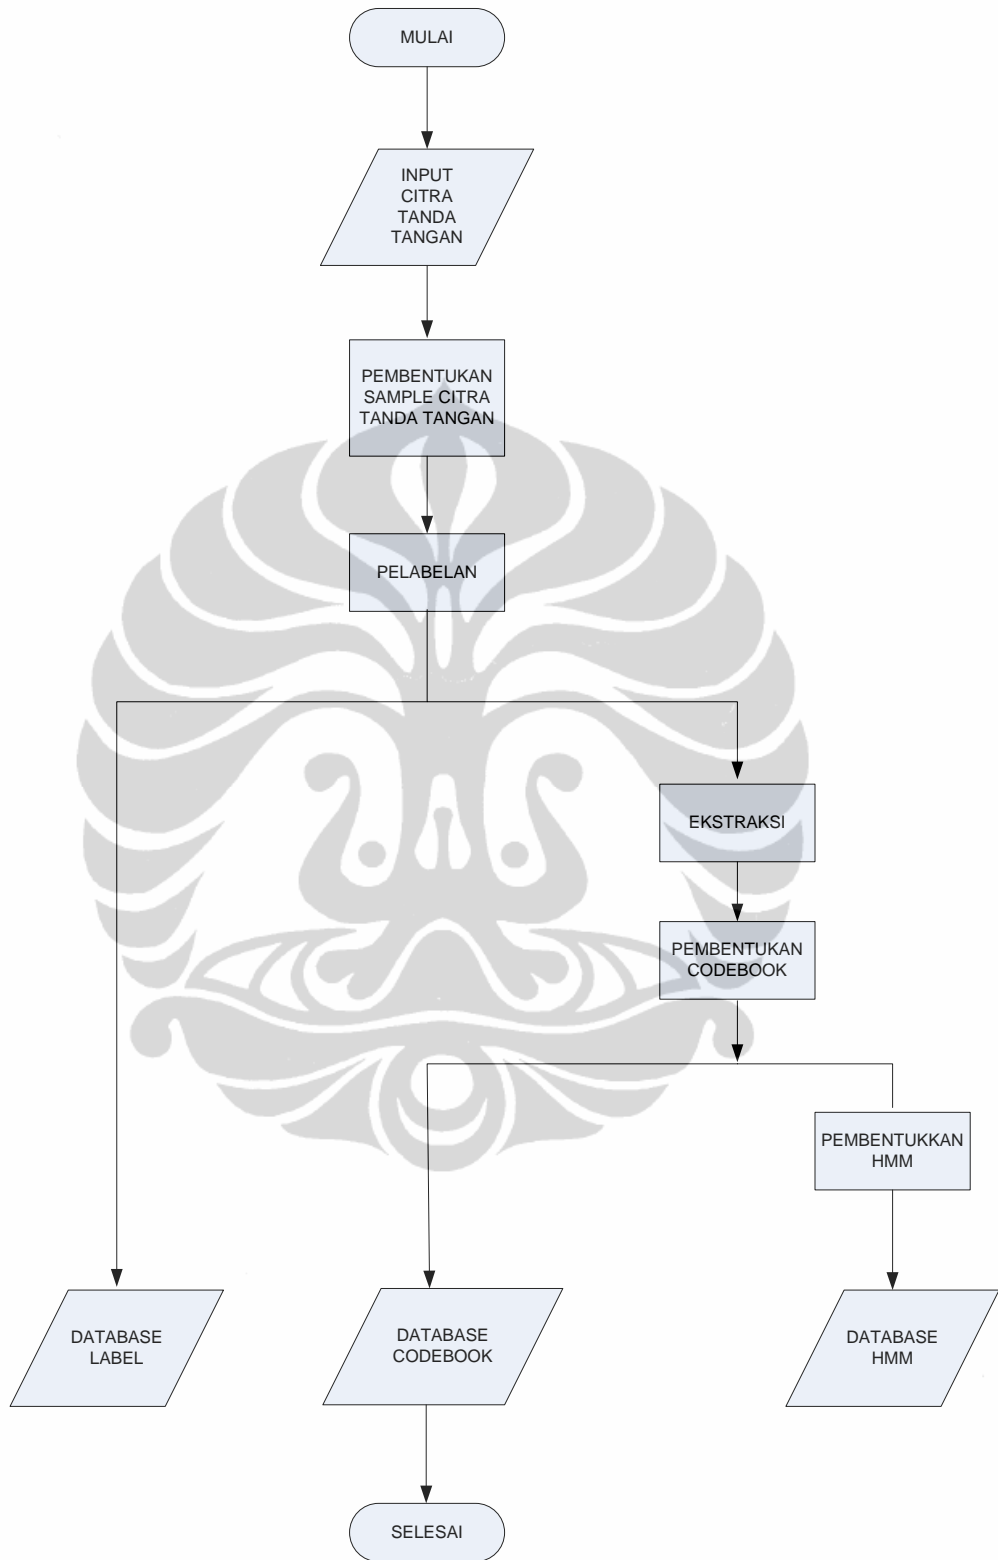 MULAI
INPUT
CITRA
TANDA
TANGAN
PEMBENTUKAN
SAMPLE CITRA
TANDA TANGAN
PELABELAN
EKSTRAKSI
PEMBENTUKAN
CODEBOOK
PEMBENTUKKAN
HMM
DATABASE
LABEL
DATABASE
CODEBOOK
DATABASE
HMM
SELESAI